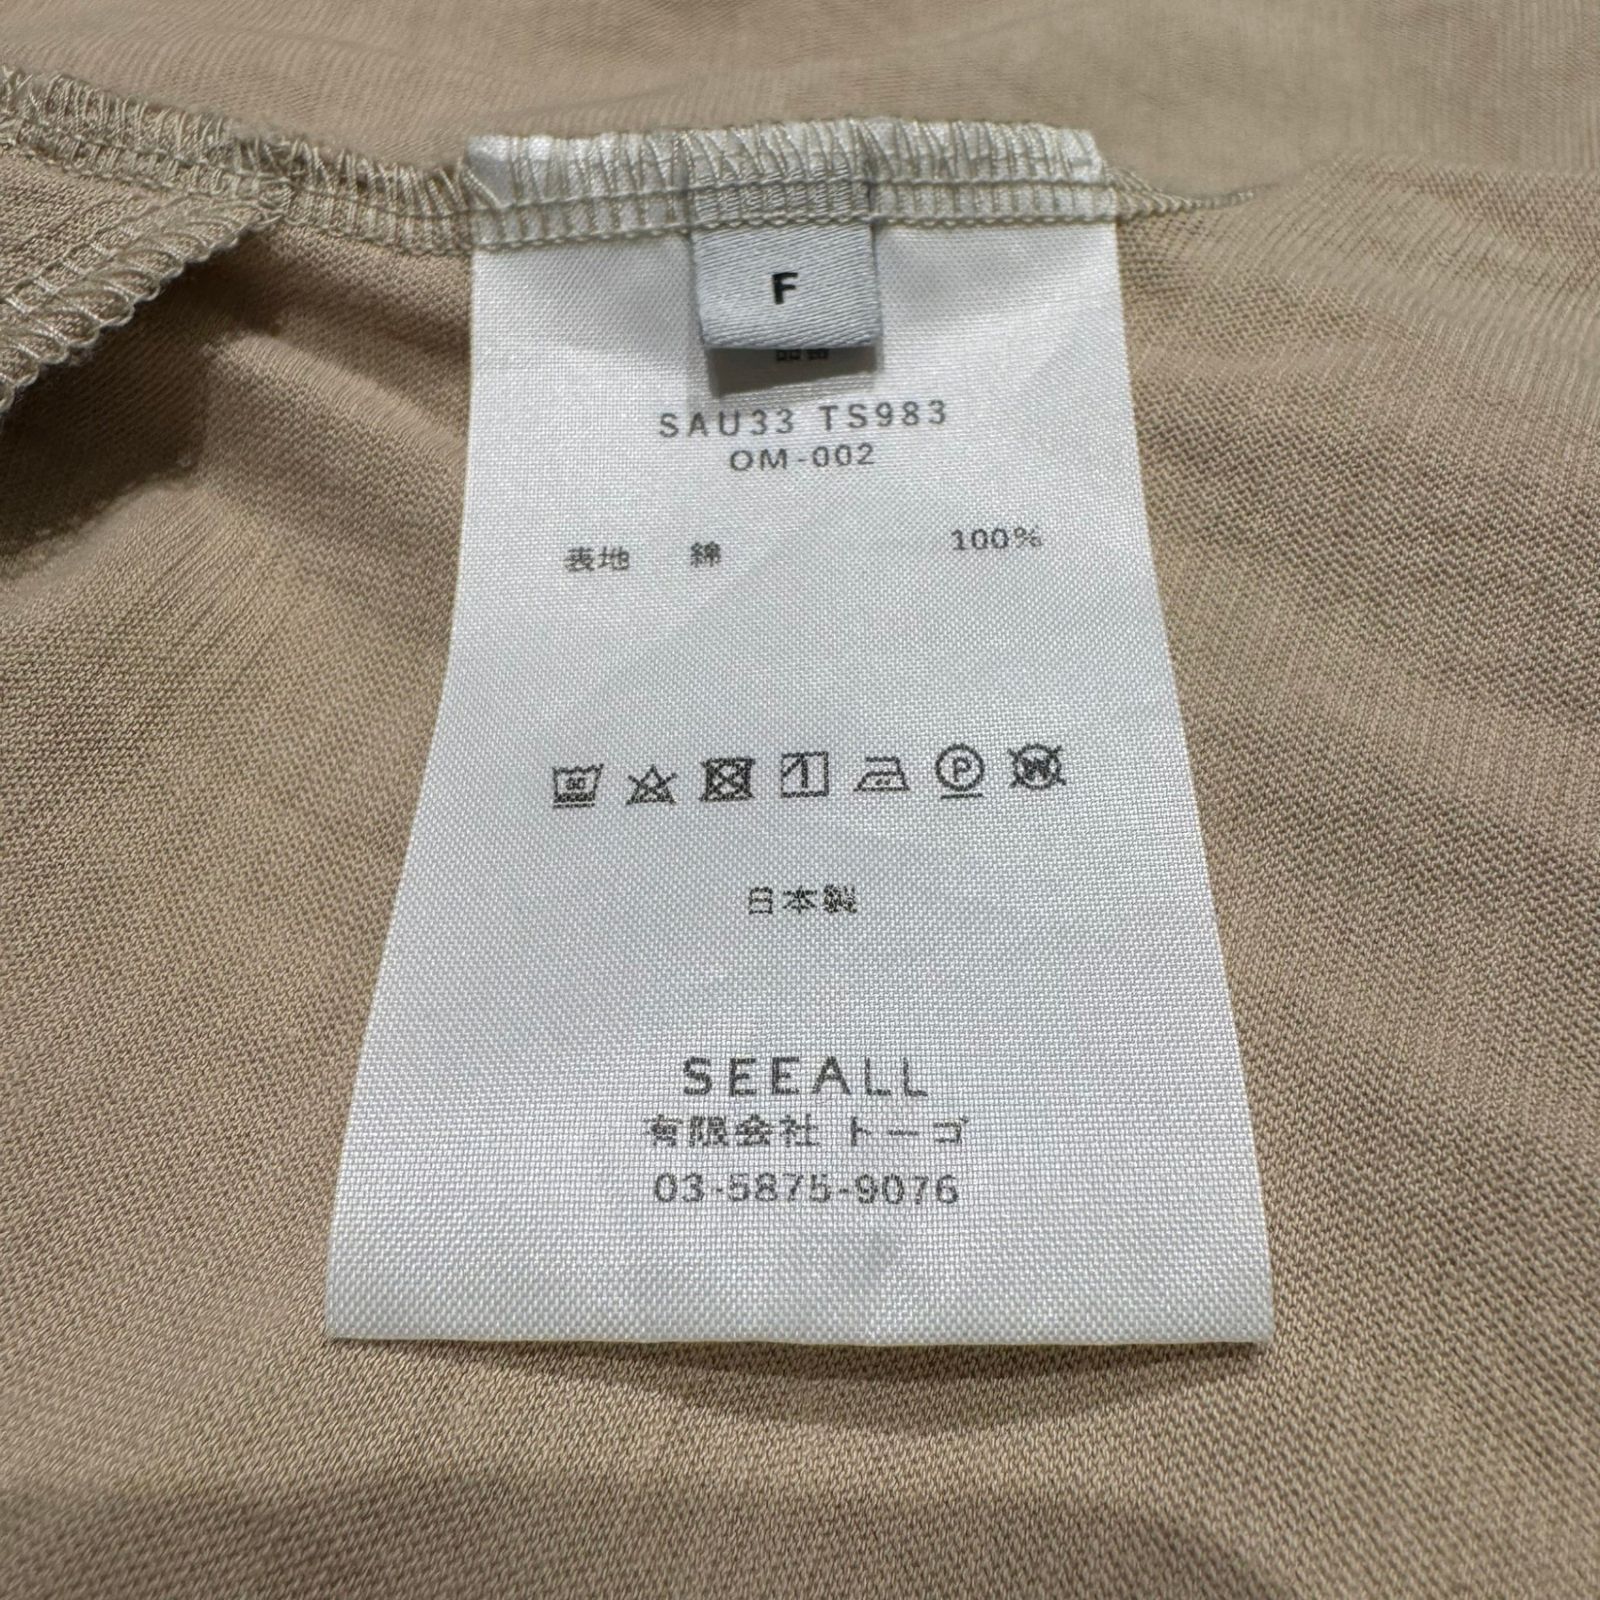 F
SAU33 TS983
OM-002
表地 綿 100%
日本製
SEEALL
有限会社 トーゴ
03-5875-9076